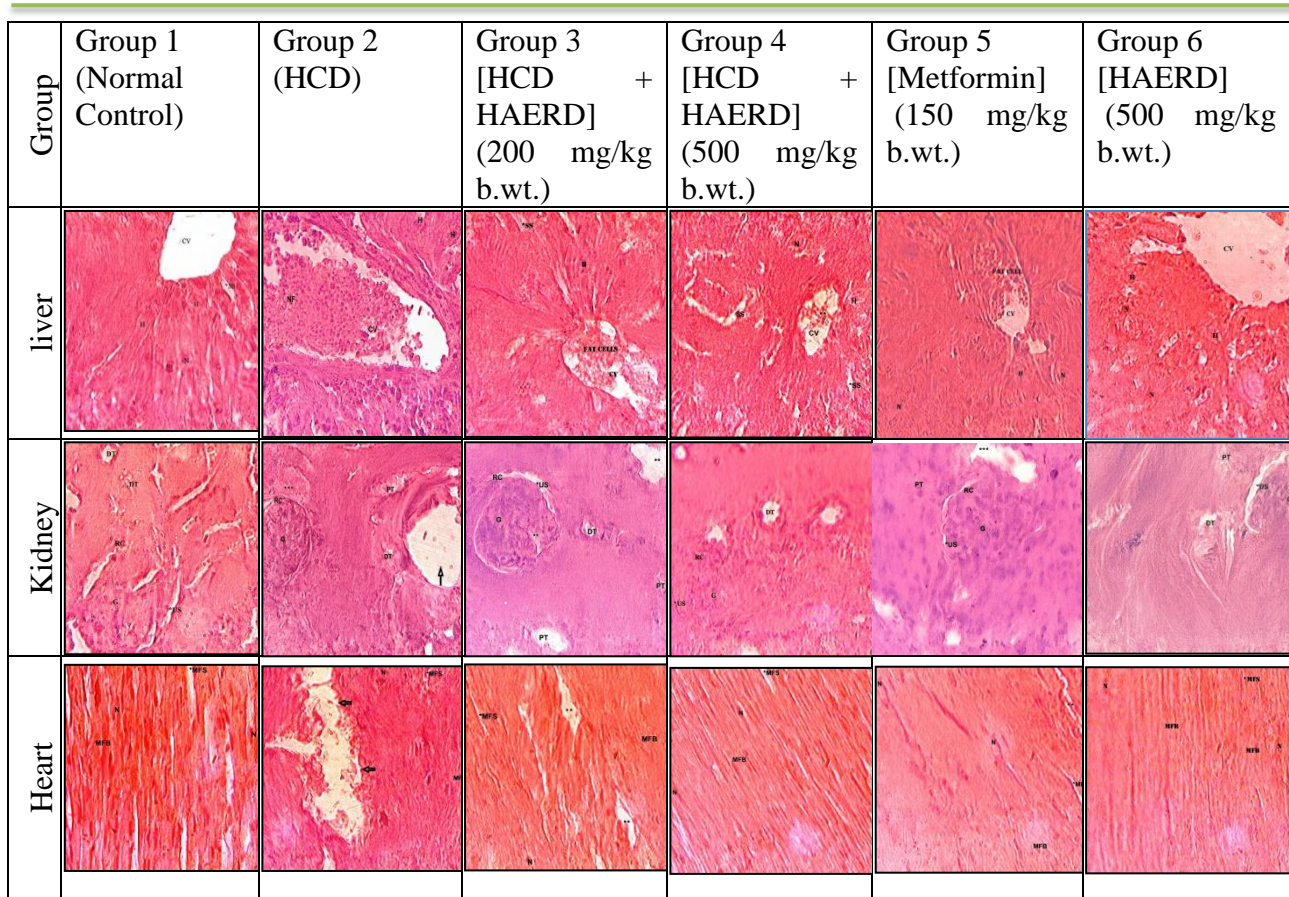 Group
Group 1
(Normal
Control)
Group 2
(HCD)
Group 3
[HCD +
HAERD]
(200 mg/kg
b.wt.)
Group 4
[HCD +
HAERD]
(500 mg/kg
b.wt.)
Group 5
[Metformin]
(150 mg/kg
b.wt.)
Group 6
[HAERD]
(500 mg/kg
b.wt.)
liver
CV
H
NF
CV
H
H
*SS
H
FAT CELLS
CV
N
H
SS
CV
*SS
FAT CELL
CV
H
N
N
CV
H
N
H
N
Kidney
DT
DT
RC
G
*US
RC
G
PT
DT
RC
*US
G
DT
PT
PT
DT
RC
*US
G
PT
RC
G
*US
PT
*US
DT
Heart
*MFS
N
MFB
N
N
*MFS
*MFS
MFB
N
*MFS
N
MFB
N
N
N
MFB
*MFS
N
MFB
MFB
N